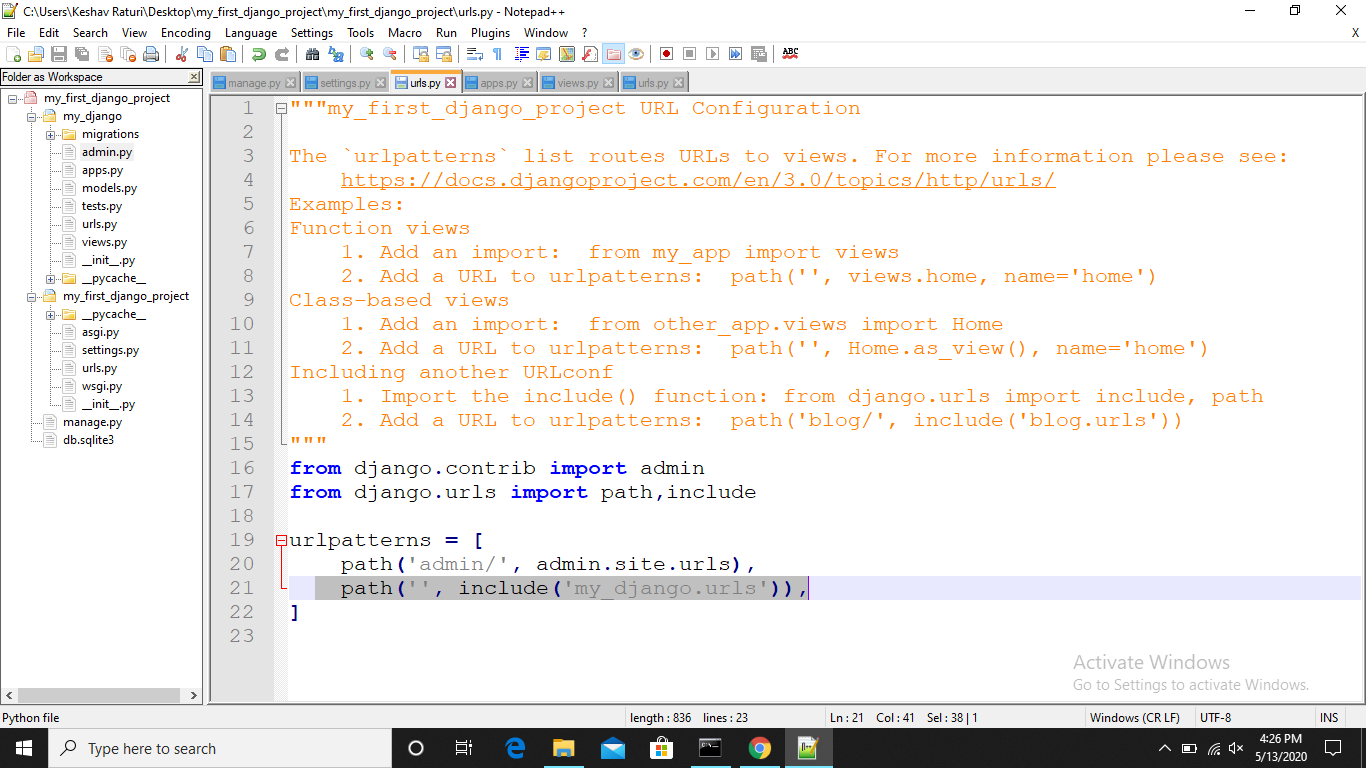 C:\Users\Keshav Raturi\Desktop\my_first_django_project\my_first_django_project\urls.py - Notepad++
File Edit Search View Encoding Language Settings Tools Macro Run Plugins Window ? X
ABC
Folder as Workspace
manage.py settings.py urls.py apps.py views.py urls.py
my_first_django_project
my_django
migrations
admin.py
apps.py
models.py
tests.py
urls.py
views.py
__init__.py
__pycache__
my_first_django_project
__pycache__
asgi.py
settings.py
urls.py
wsgi.py
__init__.py
manage.py
db.sqlite3
1 """my_first_django_project URL Configuration
2
3 The `urlpatterns` list routes URLs to views. For more information please see:
4     https://docs.djangoproject.com/en/3.0/topics/http/urls/
5 Examples:
6 Function views
7     1. Add an import:  from my_app import views
8     2. Add a URL to urlpatterns:  path('', views.home, name='home')
9 Class-based views
10     1. Add an import:  from other_app.views import Home
11     2. Add a URL to urlpatterns:  path('', Home.as_view(), name='home')
12 Including another URLconf
13     1. Import the include() function: from django.urls import include, path
14     2. Add a URL to urlpatterns:  path('blog/', include('blog.urls'))
15 """
16 from django.contrib import admin
17 from django.urls import path,include
18
19 urlpatterns = [
20     path('admin/', admin.site.urls),
21     path('', include('my_django.urls')),
22 ]
23
Activate Windows
Go to Settings to activate Windows.
Python file length : 836 lines : 23 Ln : 21 Col : 41 Sel : 38 | 1 Windows (CR LF) UTF-8 INS
Type here to search
4:26 PM
5/13/2020